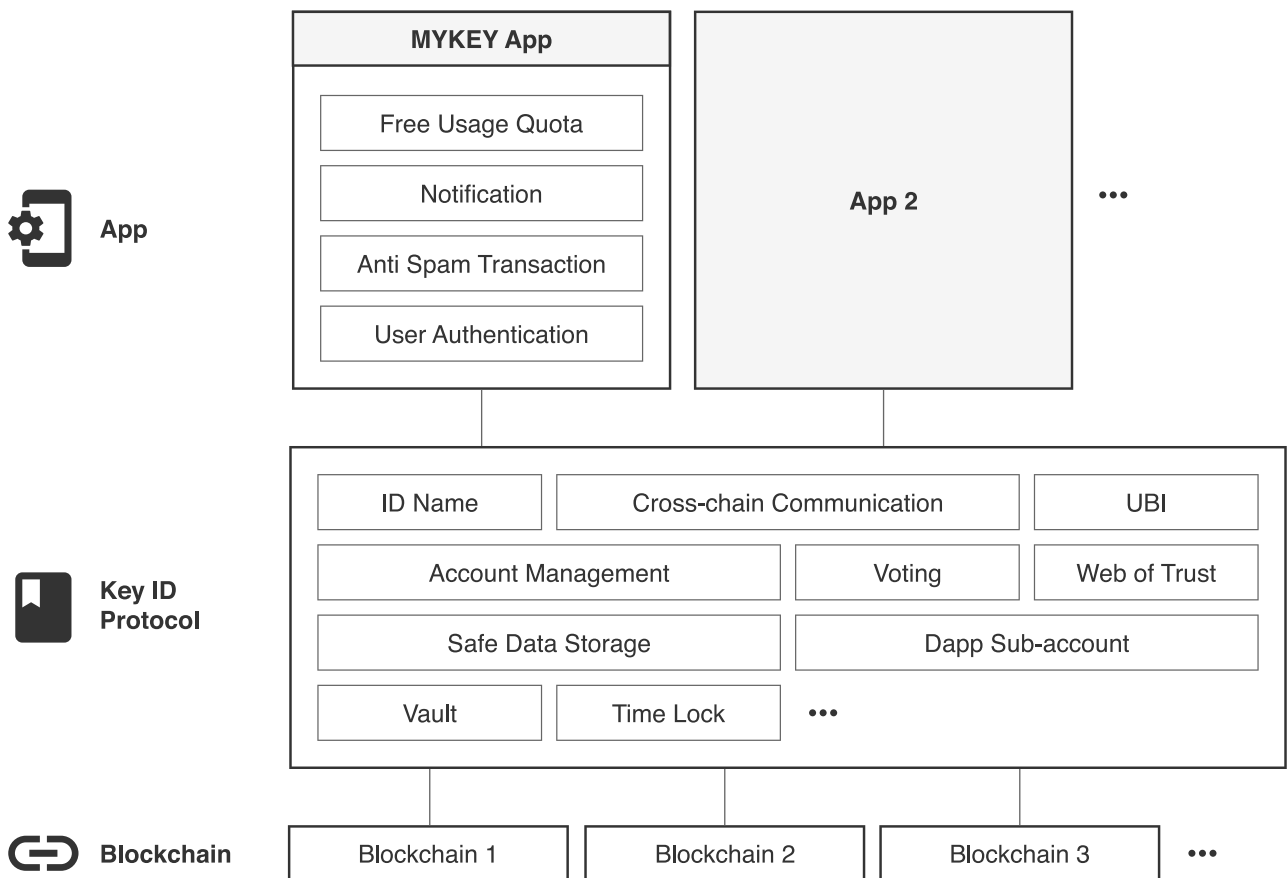 MYKEY App
Free Usage Quota
Notification
Anti Spam Transaction
User Authentication
App 2
•••
App
ID Name
Cross-chain Communication
UBI
Account Management
Voting
Web of Trust
Safe Data Storage
Dapp Sub-account
Vault
Time Lock
•••
Key ID
Protocol
Blockchain
Blockchain 1
Blockchain 2
Blockchain 3
•••